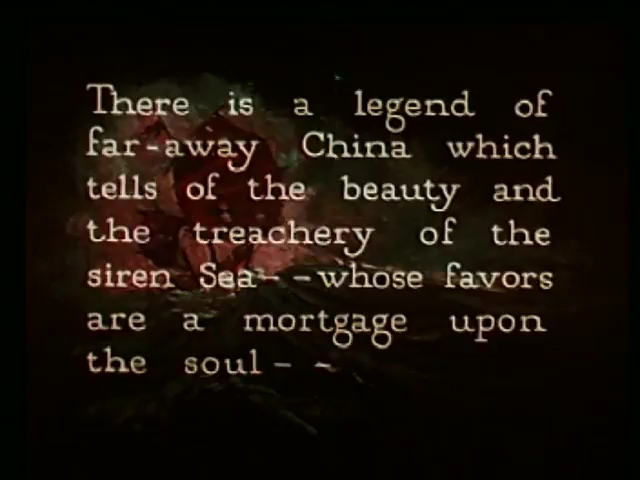 There is a legend of
far-away China which
tells of the beauty and
the treachery of the
siren Sea--whose favors
are a mortgage upon
the soul--